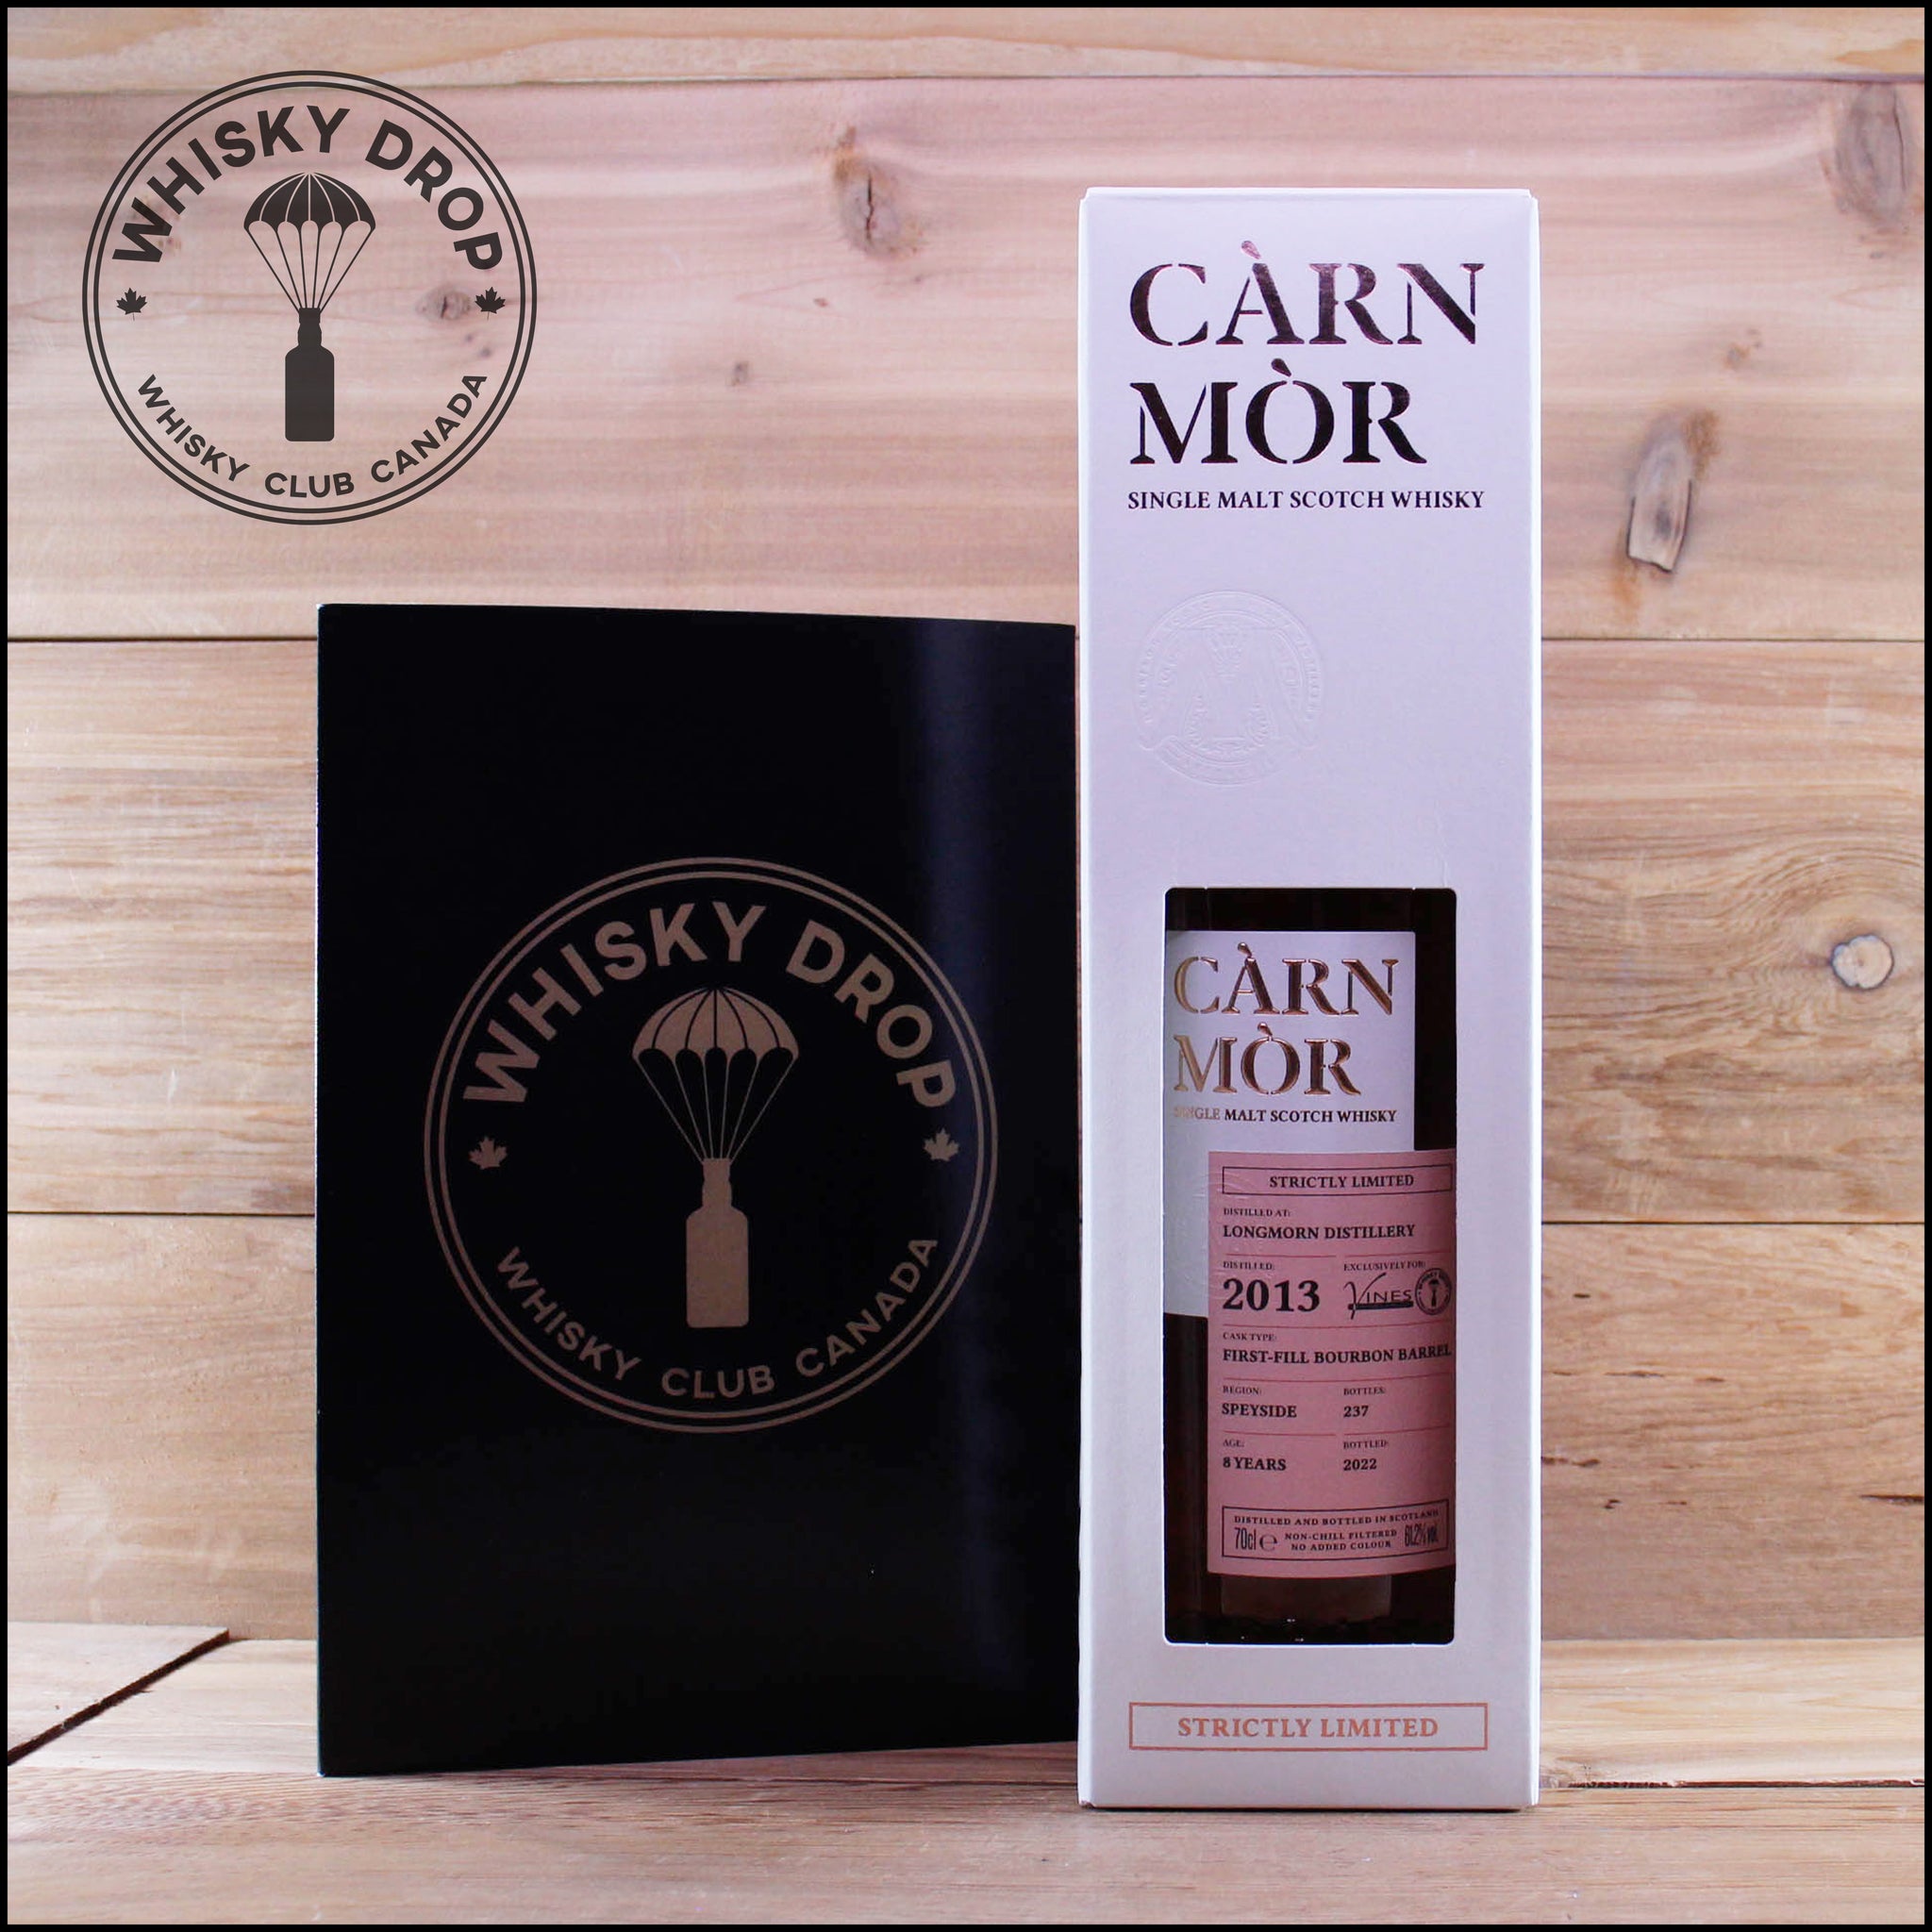 WHISKY DROP
WHISKY CLUB CANADA
CÀRN
MÒR
SINGLE MALT SCOTCH WHISKY
WHISKY DROP
WHISKY CLUB CANADA
CÀRN
MÒR
SINGLE MALT SCOTCH WHISKY
STRICTLY LIMITED
DISTILLED AT:
LONGMORN DISTILLERY
DISTILLED: EXCLUSIVELY FOR:
2013 VINES
CASK TYPE:
FIRST-FILL BOURBON BARREL
REGION: BOTTLES:
SPEYSIDE 237
AGE: BOTTLED:
8 YEARS 2022
DISTILLED AND BOTTLED IN SCOTLAND
70cl e NON-CHILL FILTERED 61.2% vol
NO ADDED COLOUR
STRICTLY LIMITED